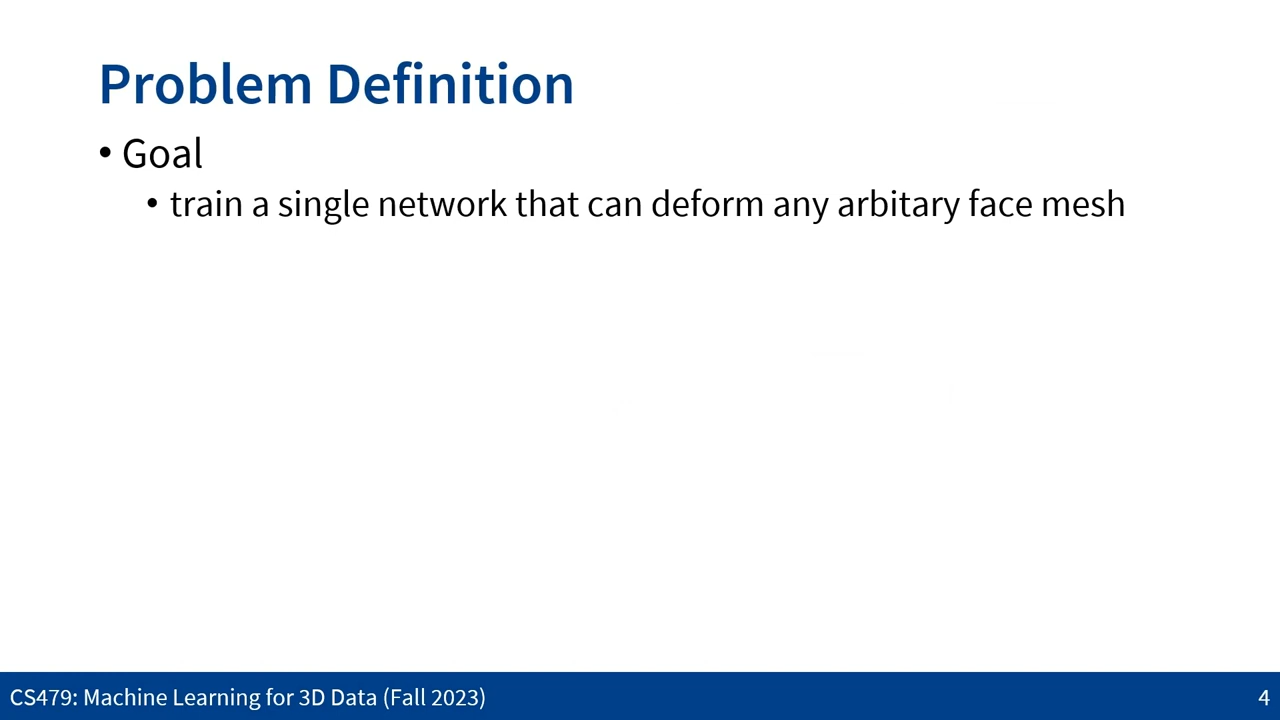 Problem Definition
• Goal
• train a single network that can deform any arbitary face mesh
CS479: Machine Learning for 3D Data (Fall 2023)
4